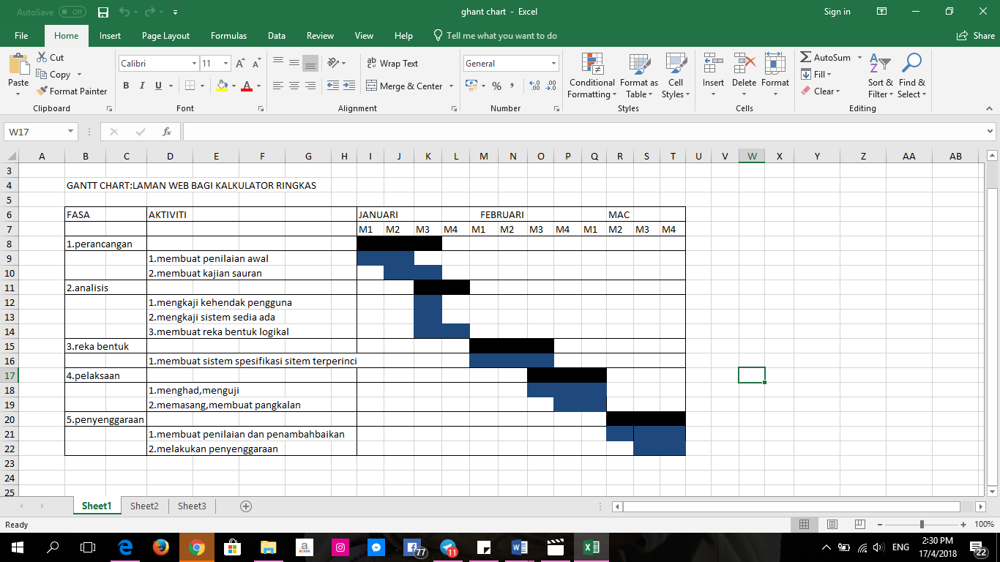 AutoSave Off ghant chart - Excel Sign in
File Home Insert Page Layout Formulas Data Review View Help Tell me what you want to do Share
Paste Cut Copy Format Painter Clipboard
Calibri 11 A A B I U A Font
Wrap Text Merge & Center Alignment
General % , .00 .0 Number
Conditional Formatting Format as Table Cell Styles Styles
Insert Delete Format Cells
AutoSum Fill Clear Sort & Filter Find & Select Editing
W17 fx
A B C D E F G H I J K L M N O P Q R S T U V W X Y Z AA AB
3
4 GANTT CHART:LAMAN WEB BAGI KALKULATOR RINGKAS
5
6 FASA AKTIVITI JANUARI FEBRUARI MAC
7 M1 M2 M3 M4 M1 M2 M3 M4 M1 M2 M3 M4
8 1.perancangan
9 1.membuat penilaian awal
10 2.membuat kajian sauran
11 2.analisis
12 1.mengkaji kehendak pengguna
13 2.mengkaji sistem sedia ada
14 3.membuat reka bentuk logikal
15 3.reka bentuk
16 1.membuat sistem spesifikasi sitem terperinci
17 4.pelaksaan
18 1.menghad,menguji
19 2.memasang,membuat pangkalan
20 5.penyenggaraan
21 1.membuat penilaian dan penambahbaikan
22 2.melakukan penyenggaraan
23
24
25
Sheet1 Sheet2 Sheet3
Ready 100%
77 11 ENG 2:30 PM
17/4/2018 22